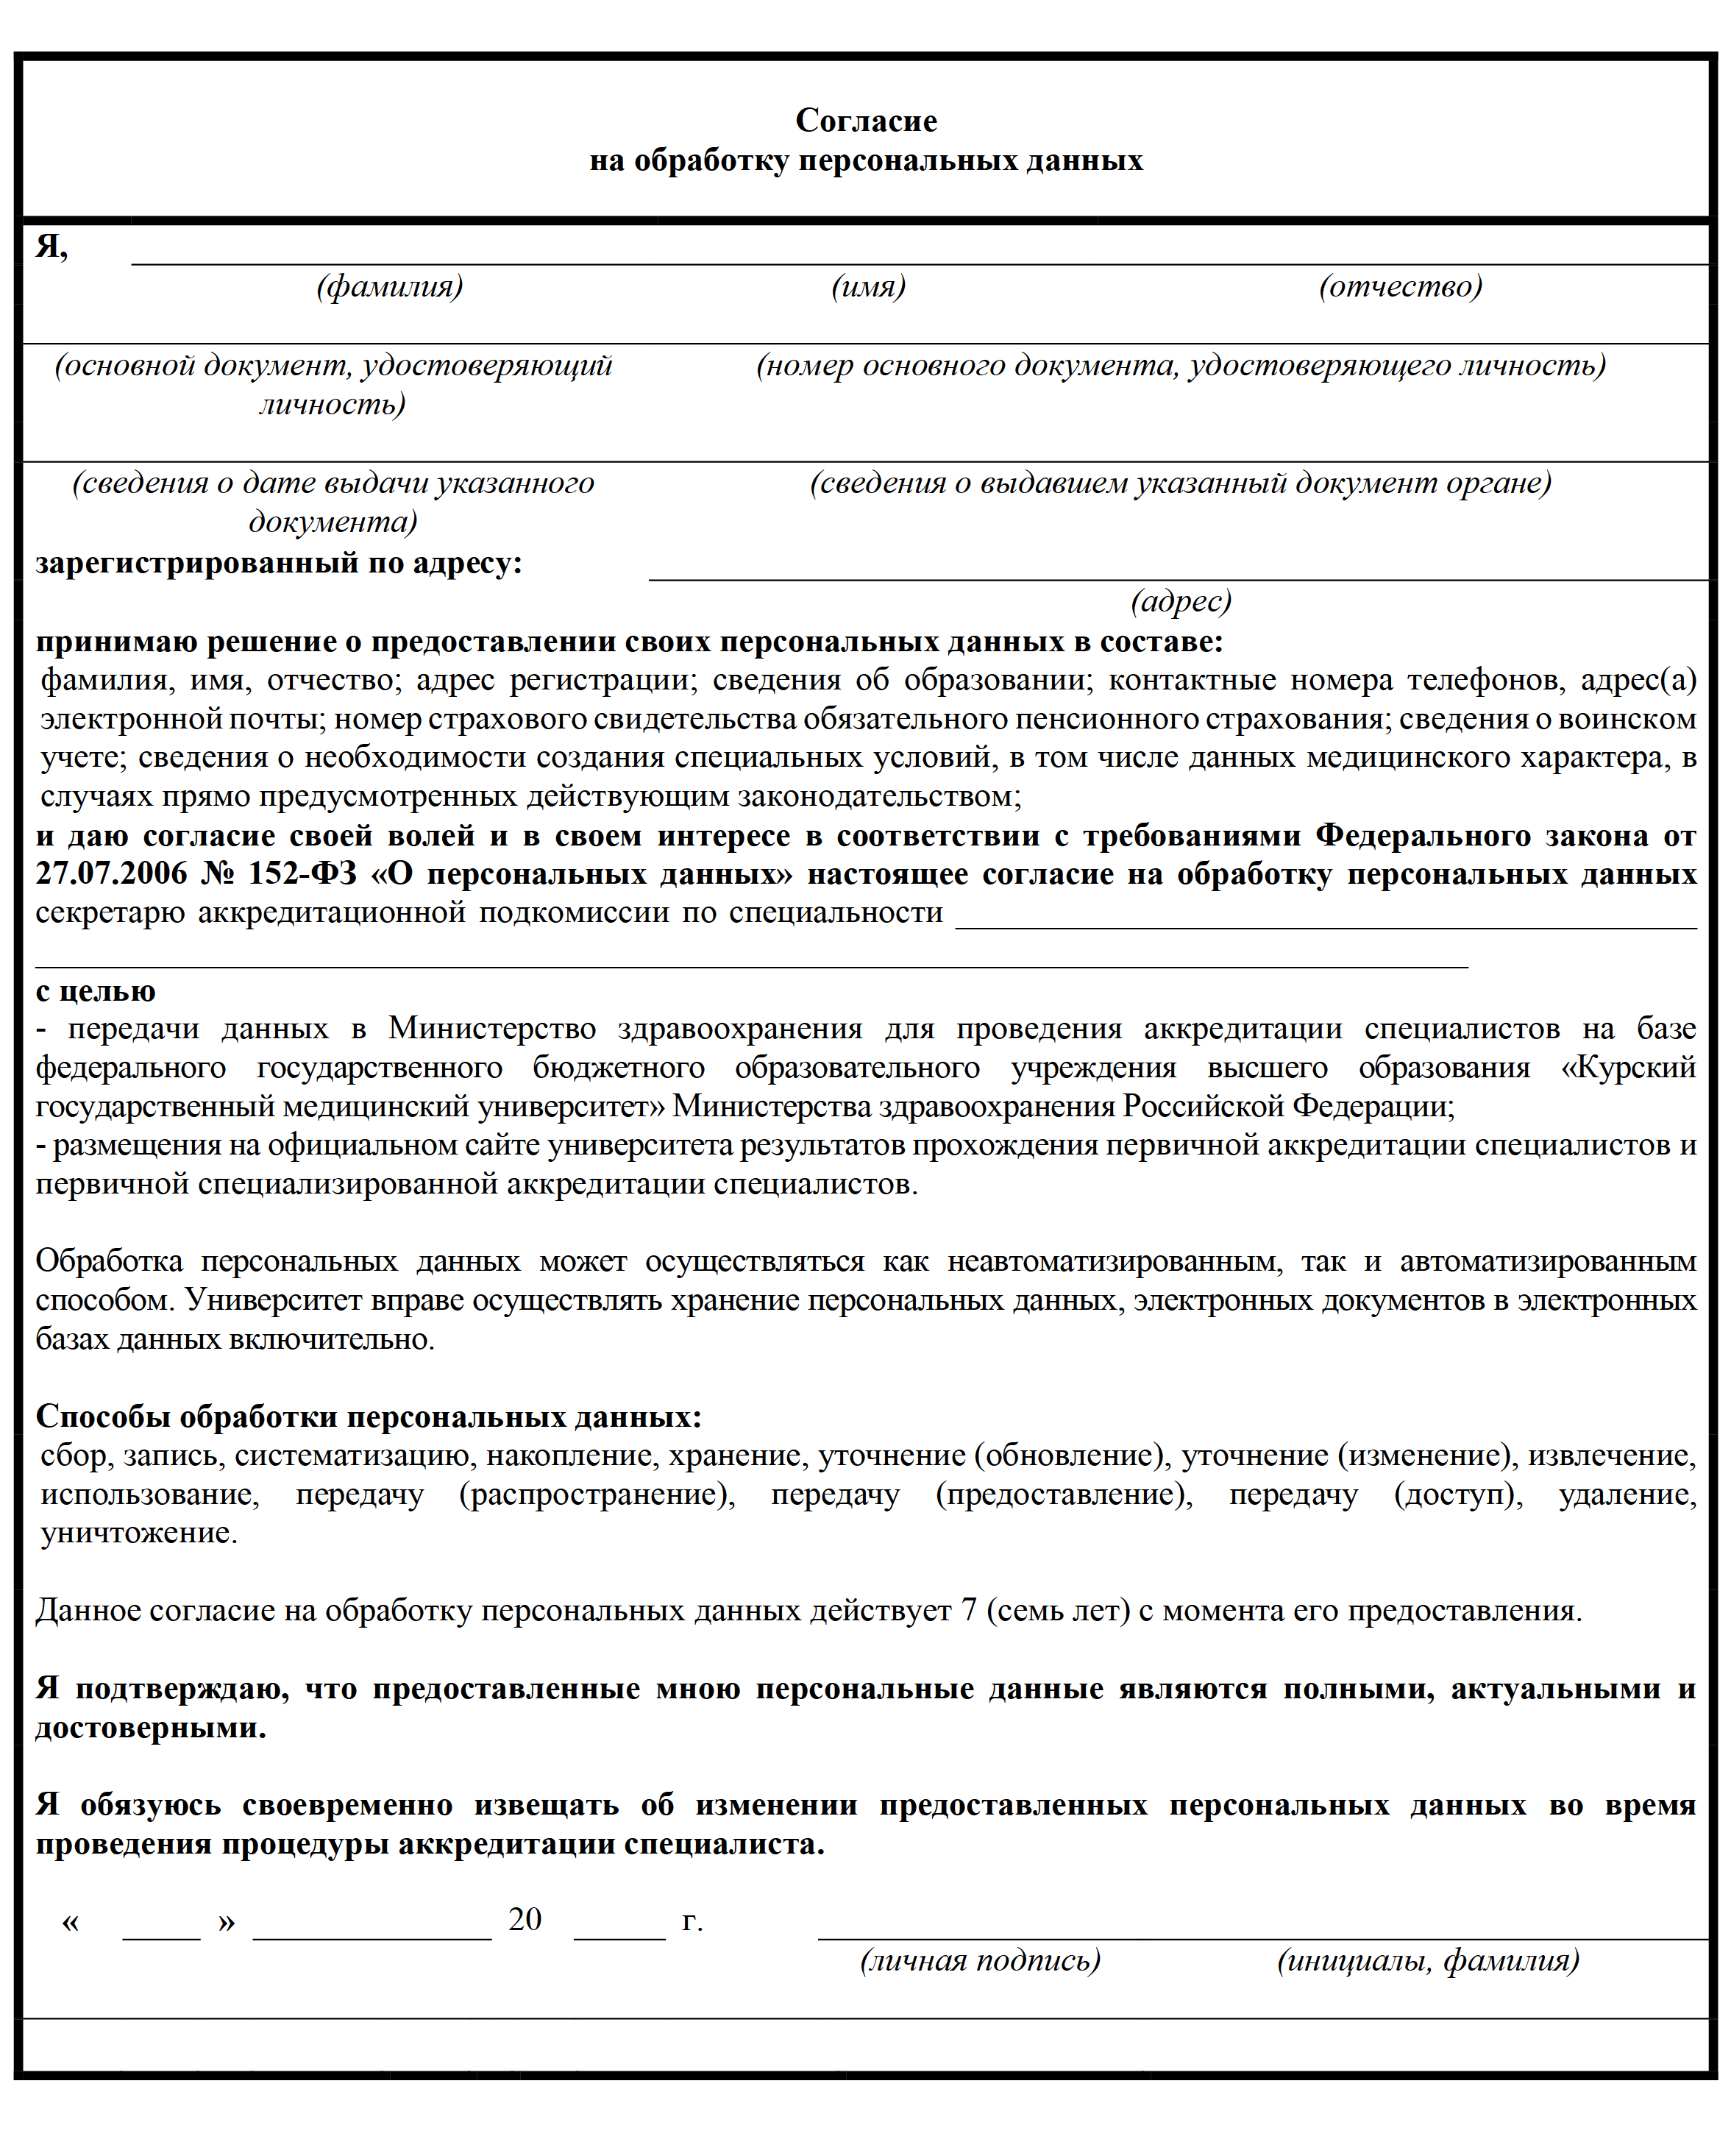 Согласие
на обработку персональных данных
Я,
(фамилия) (имя) (отчество)
(основной документ, удостоверяющий личность) (номер основного документа, удостоверяющего личность)
(сведения о дате выдачи указанного документа) (сведения о выдавшем указанный документ органе)
зарегистрированный по адресу:
(адрес)
принимаю решение о предоставлении своих персональных данных в составе:
фамилия, имя, отчество; адрес регистрации; сведения об образовании; контактные номера телефонов, адрес(а)
электронной почты; номер страхового свидетельства обязательного пенсионного страхования; сведения о воинском
учете; сведения о необходимости создания специальных условий, в том числе данных медицинского характера, в
случаях прямо предусмотренных действующим законодательством;
и даю согласие своей волей и в своем интересе в соответствии с требованиями Федерального закона от
27.07.2006 № 152-ФЗ «О персональных данных» настоящее согласие на обработку персональных данных
секретарю аккредитационной подкомиссии по специальности
с целью
- передачи данных в Министерство здравоохранения для проведения аккредитации специалистов на базе
федерального государственного бюджетного образовательного учреждения высшего образования «Курский
государственный медицинский университет» Министерства здравоохранения Российской Федерации;
- размещения на официальном сайте университета результатов прохождения первичной аккредитации специалистов и
первичной специализированной аккредитации специалистов.
Обработка персональных данных может осуществляться как неавтоматизированным, так и автоматизированным
способом. Университет вправе осуществлять хранение персональных данных, электронных документов в электронных
базах данных включительно.
Способы обработки персональных данных:
сбор, запись, систематизацию, накопление, хранение, уточнение (обновление), уточнение (изменение), извлечение,
использование, передачу (распространение), передачу (предоставление), передачу (доступ), удаление,
уничтожение.
Данное согласие на обработку персональных данных действует 7 (семь лет) с момента его предоставления.
Я подтверждаю, что предоставленные мною персональные данные являются полными, актуальными и
достоверными.
Я обязуюсь своевременно извещать об изменении предоставленных персональных данных во время
проведения процедуры аккредитации специалиста.
« » 20 г.
(личная подпись) (инициалы, фамилия)